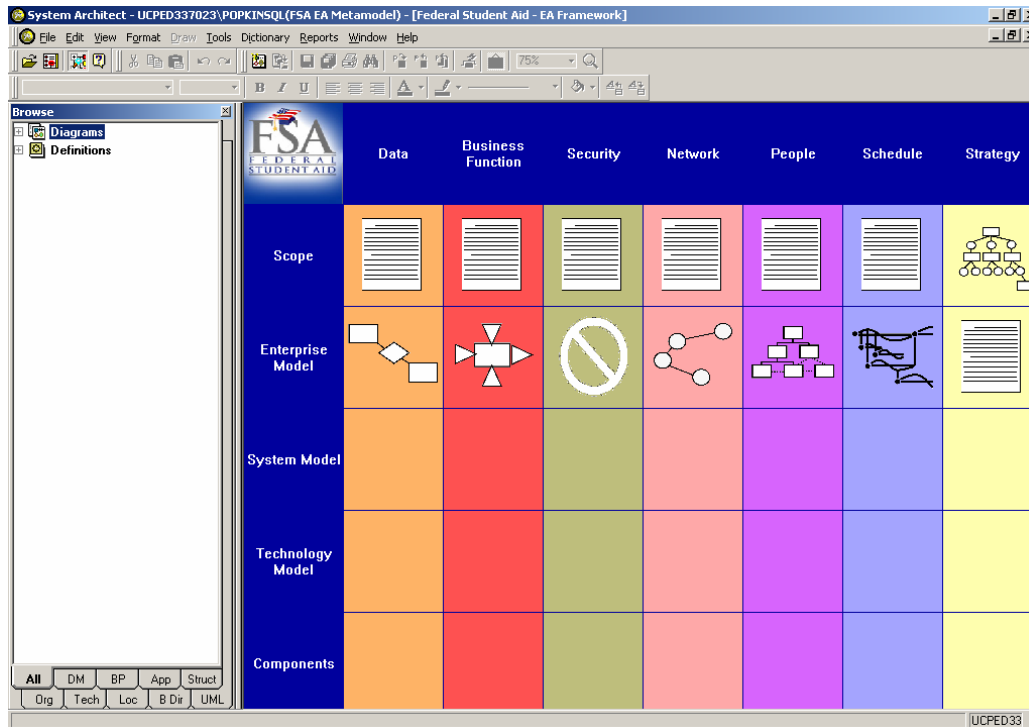 System Architect - UCPED337023\POPKINSQL(FSA EA Metamodel) - [Federal Student Aid - EA Framework]
File Edit View Format Draw Tools Dictionary Reports Window Help
75%
B I U A
Browse
Diagrams
Definitions
FSA
FEDERAL
STUDENT AID
Data
Business
Function
Security
Network
People
Schedule
Strategy
Scope
Enterprise
Model
System Model
Technology
Model
Components
All DM BP App Struct
Org Tech Loc B Dir UML
UCPED33